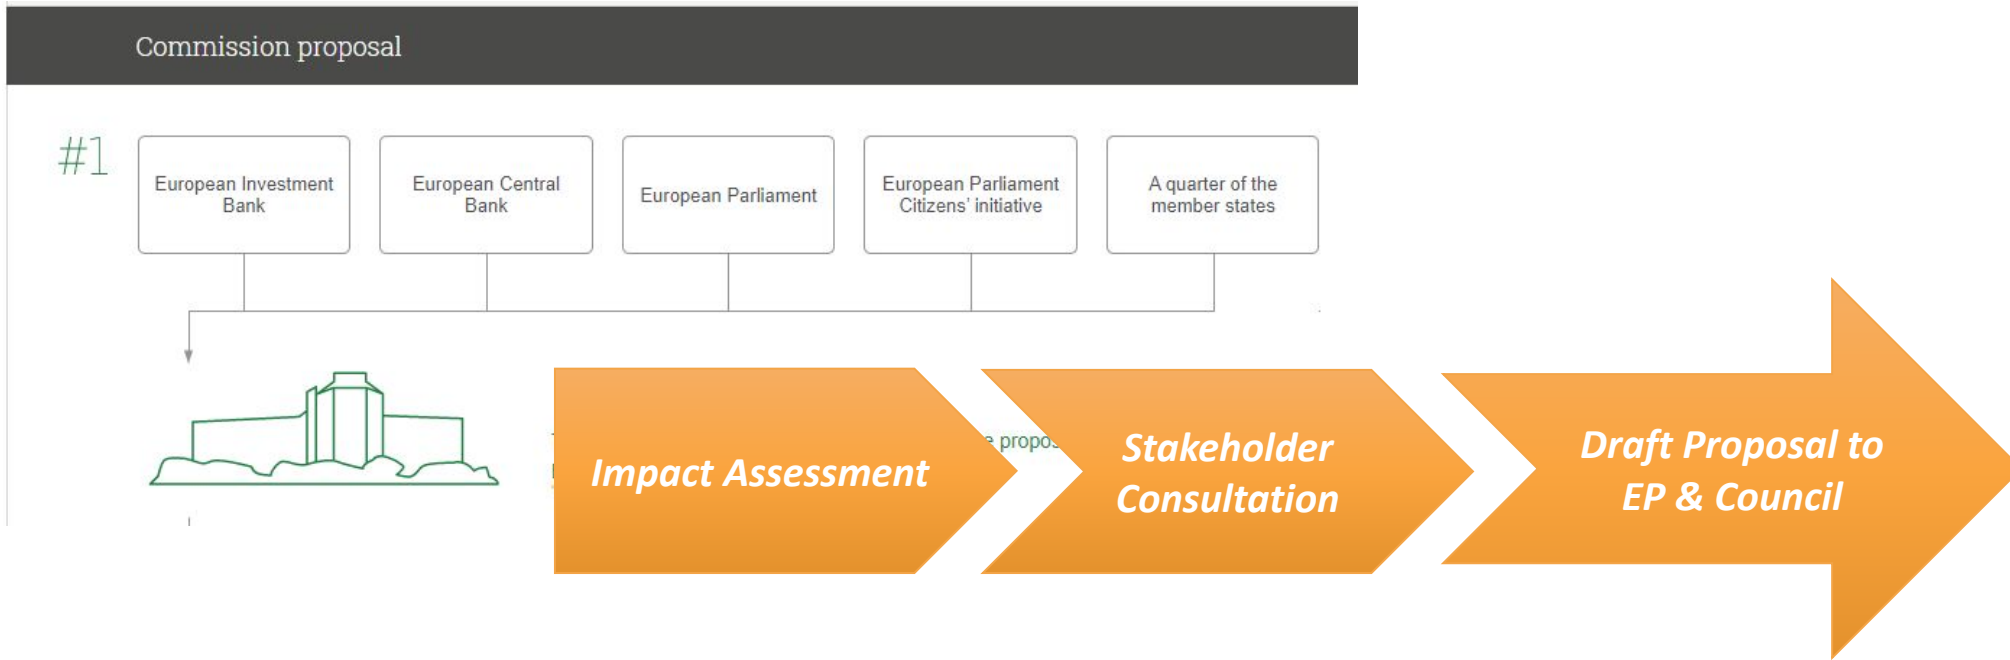 Commission proposal
#1
European Investment
Bank
European Central
Bank
European Parliament
European Parliament
Citizens' initiative
A quarter of the
member states
propos
Impact Assessment
Stakeholder
Consultation
Draft Proposal to
EP & Council